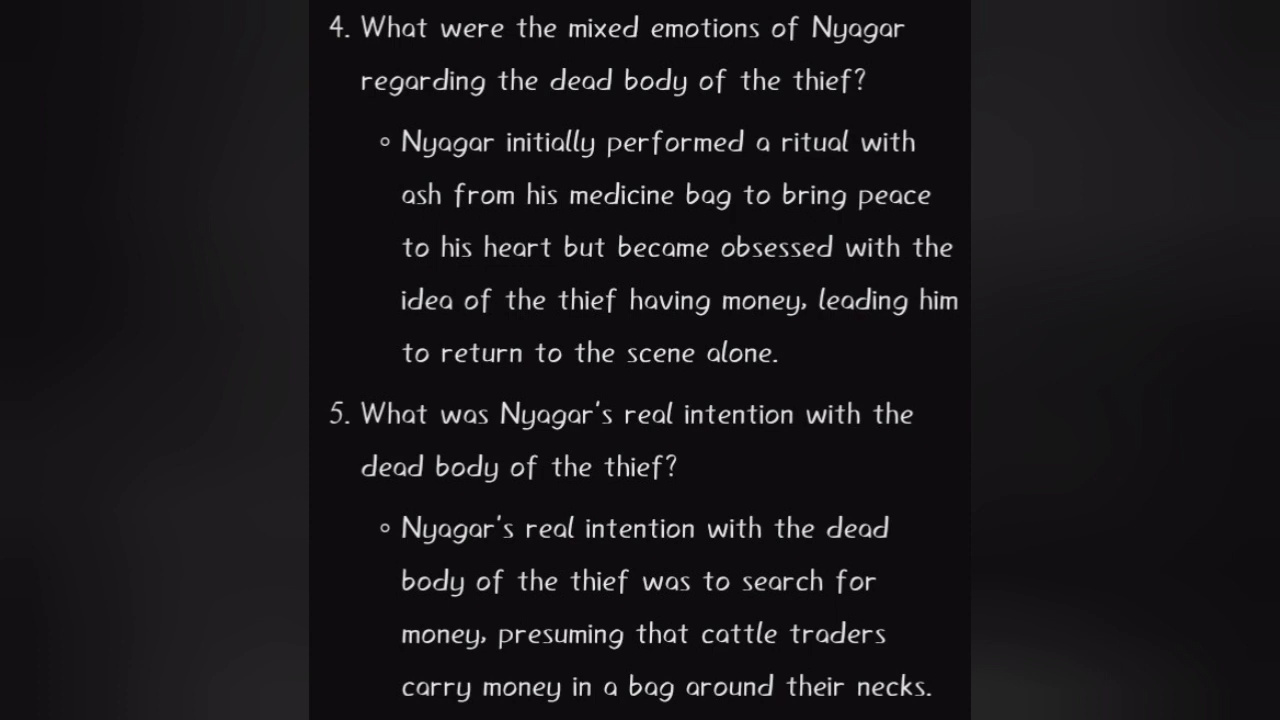 4. What were the mixed emotions of Nyagar
regarding the dead body of the thief?
◦ Nyagar initially performed a ritual with
ash from his medicine bag to bring peace
to his heart but became obsessed with the
idea of the thief having money, leading him
to return to the scene alone.
5. What was Nyagar's real intention with the
dead body of the thief?
◦ Nyagar's real intention with the dead
body of the thief was to search for
money, presuming that cattle traders
carry money in a bag around their necks.